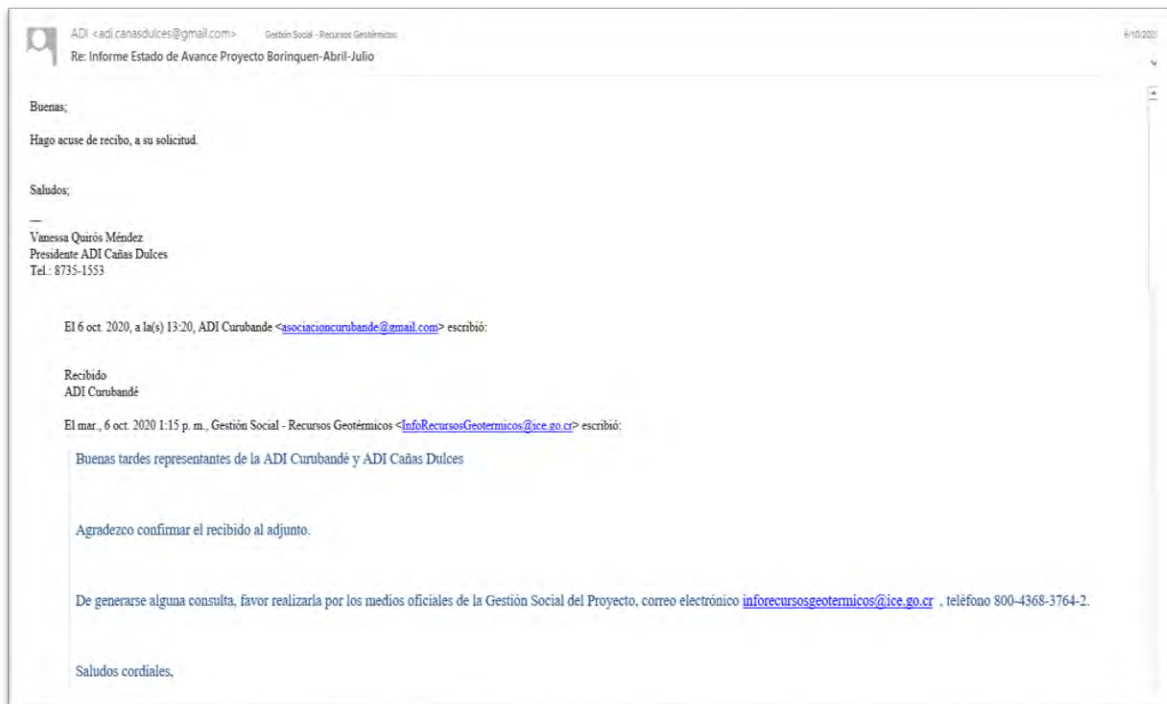 ADI <adi.canasdulces@gmail.com> Gestión Social - Recursos Geotérmicos
Re: Informe Estado de Avance Proyecto Borinquen-Abril-Julio
Buenas;
Hago acuse de recibo, a su solicitud.
Saludos;
—
Vanessa Quirós Méndez
Presidente ADI Cañas Dulces
Tel.: 8735-1553
El 6 oct. 2020, a la(s) 13:20, ADI Curubande <asociacioncurubande@gmail.com> escribió:
Recibido
ADI Curubandé
El mar., 6 oct. 2020 1:15 p. m., Gestión Social - Recursos Geotérmicos <InfoRecursosGeotermicos@ice.go.cr> escribió:
Buenas tardes representantes de la ADI Curubandé y ADI Cañas Dulces
Agradezco confirmar el recibido al adjunto.
De generarse alguna consulta, favor realizarla por los medios oficiales de la Gestión Social del Proyecto, correo electrónico inforecursosgeotermicos@ice.go.cr , teléfono 800-4368-3764-2.
Saludos cordiales,